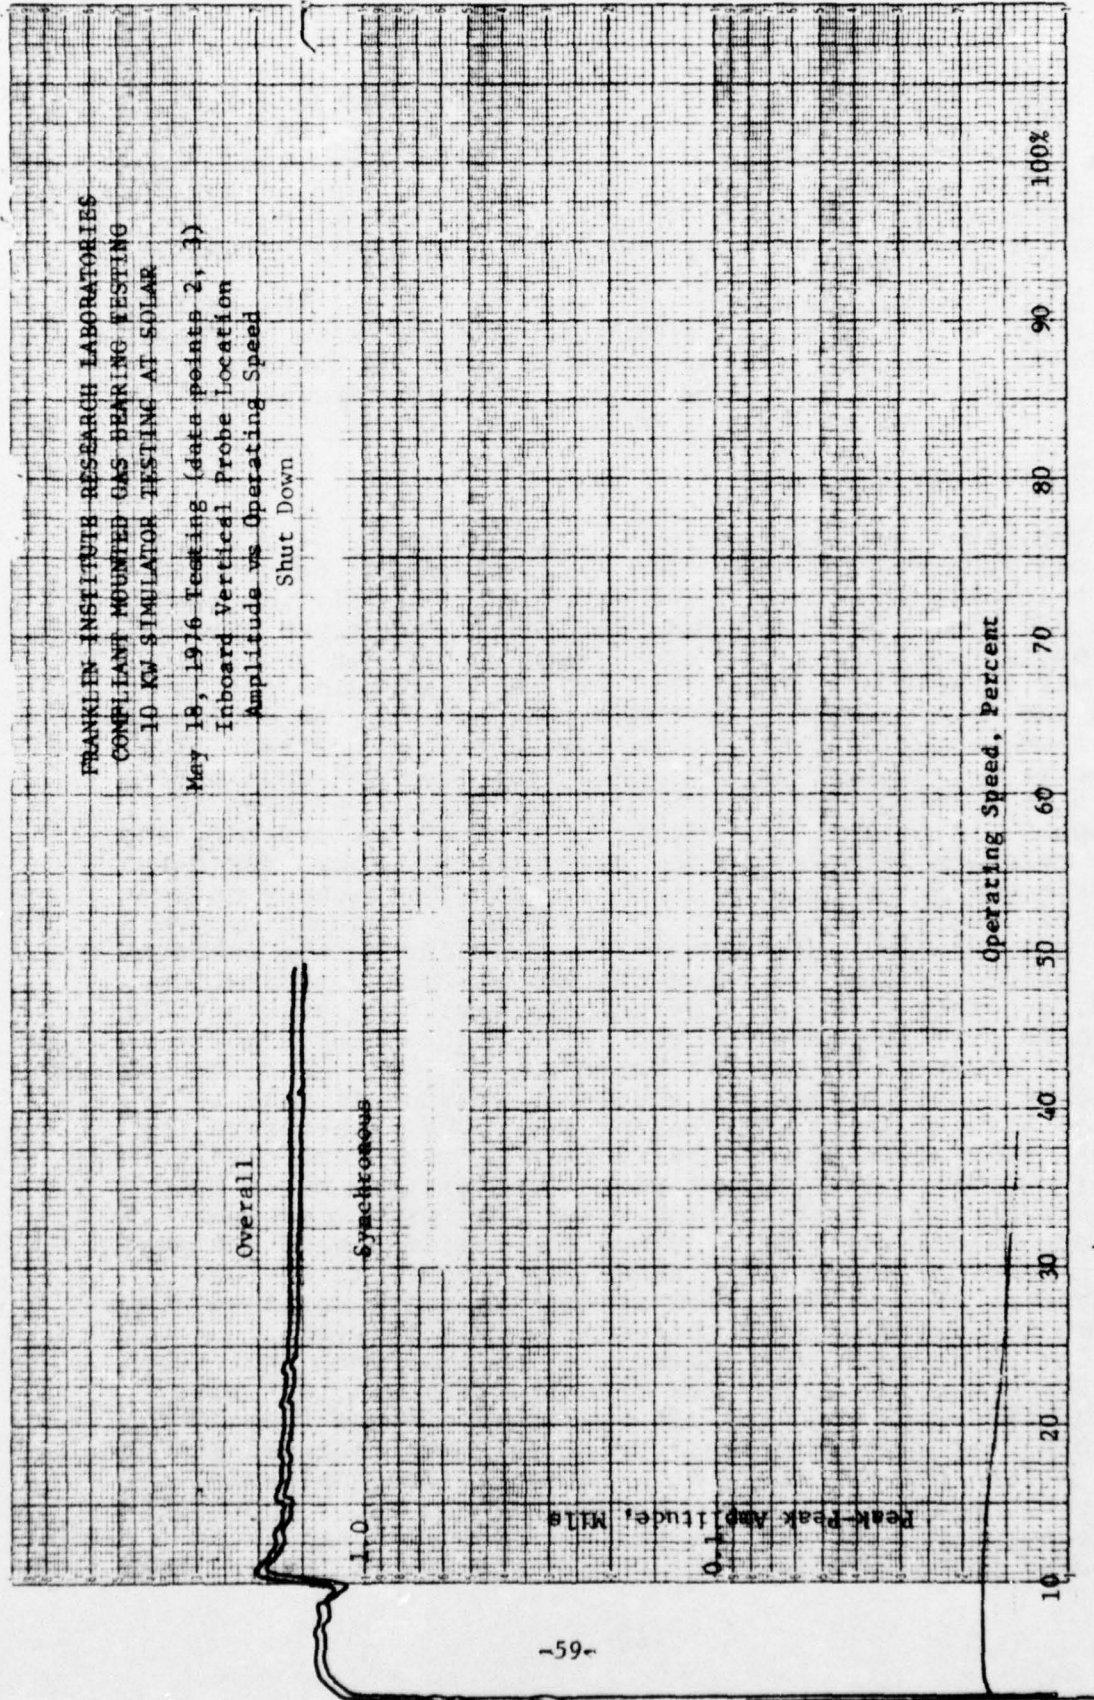 FRANKLIN INSTITUTE RESEARCH LABORATORIES
COMPLIANT MOUNTED GAS BEARING TESTING
10 KW SIMULATOR TESTING AT SOLAR
May 18, 1976 Testing (data points 2, 3)
Inboard Vertical Probe Location
Amplitude vs Operating Speed
Shut Down
Overall
Synchronous
1.0
0.1
Peak-Peak Amplitude, Mils
Operating Speed, Percent
10 20 30 40 50 60 70 80 90 100%
-59-